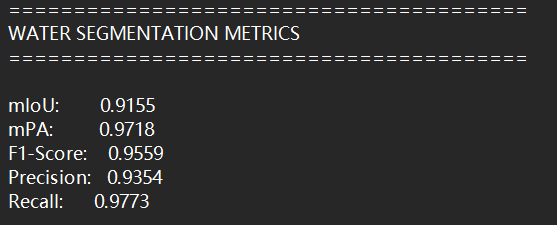 ========================================
WATER SEGMENTATION METRICS
========================================
mIoU: 0.9155
mPA: 0.9718
F1-Score: 0.9559
Precision: 0.9354
Recall: 0.9773